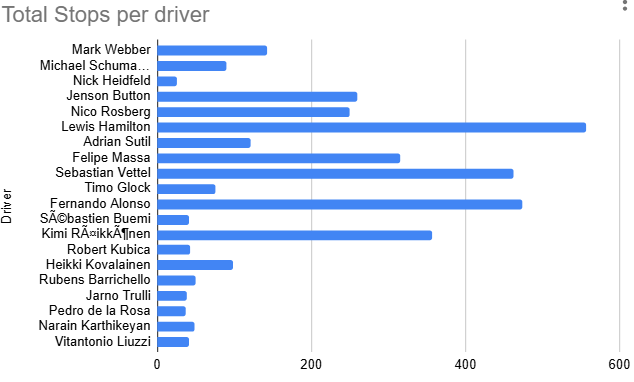 Total Stops per driver
Driver
Mark Webber
Michael Schuma...
Nick Heidfeld
Jenson Button
Nico Rosberg
Lewis Hamilton
Adrian Sutil
Felipe Massa
Sebastian Vettel
Timo Glock
Fernando Alonso
SÃ©bastien Buemi
Kimi RÃ¤ikkÃ¶nen
Robert Kubica
Heikki Kovalainen
Rubens Barrichello
Jarno Trulli
Pedro de la Rosa
Narain Karthikeyan
Vitantonio Liuzzi
0 200 400 600